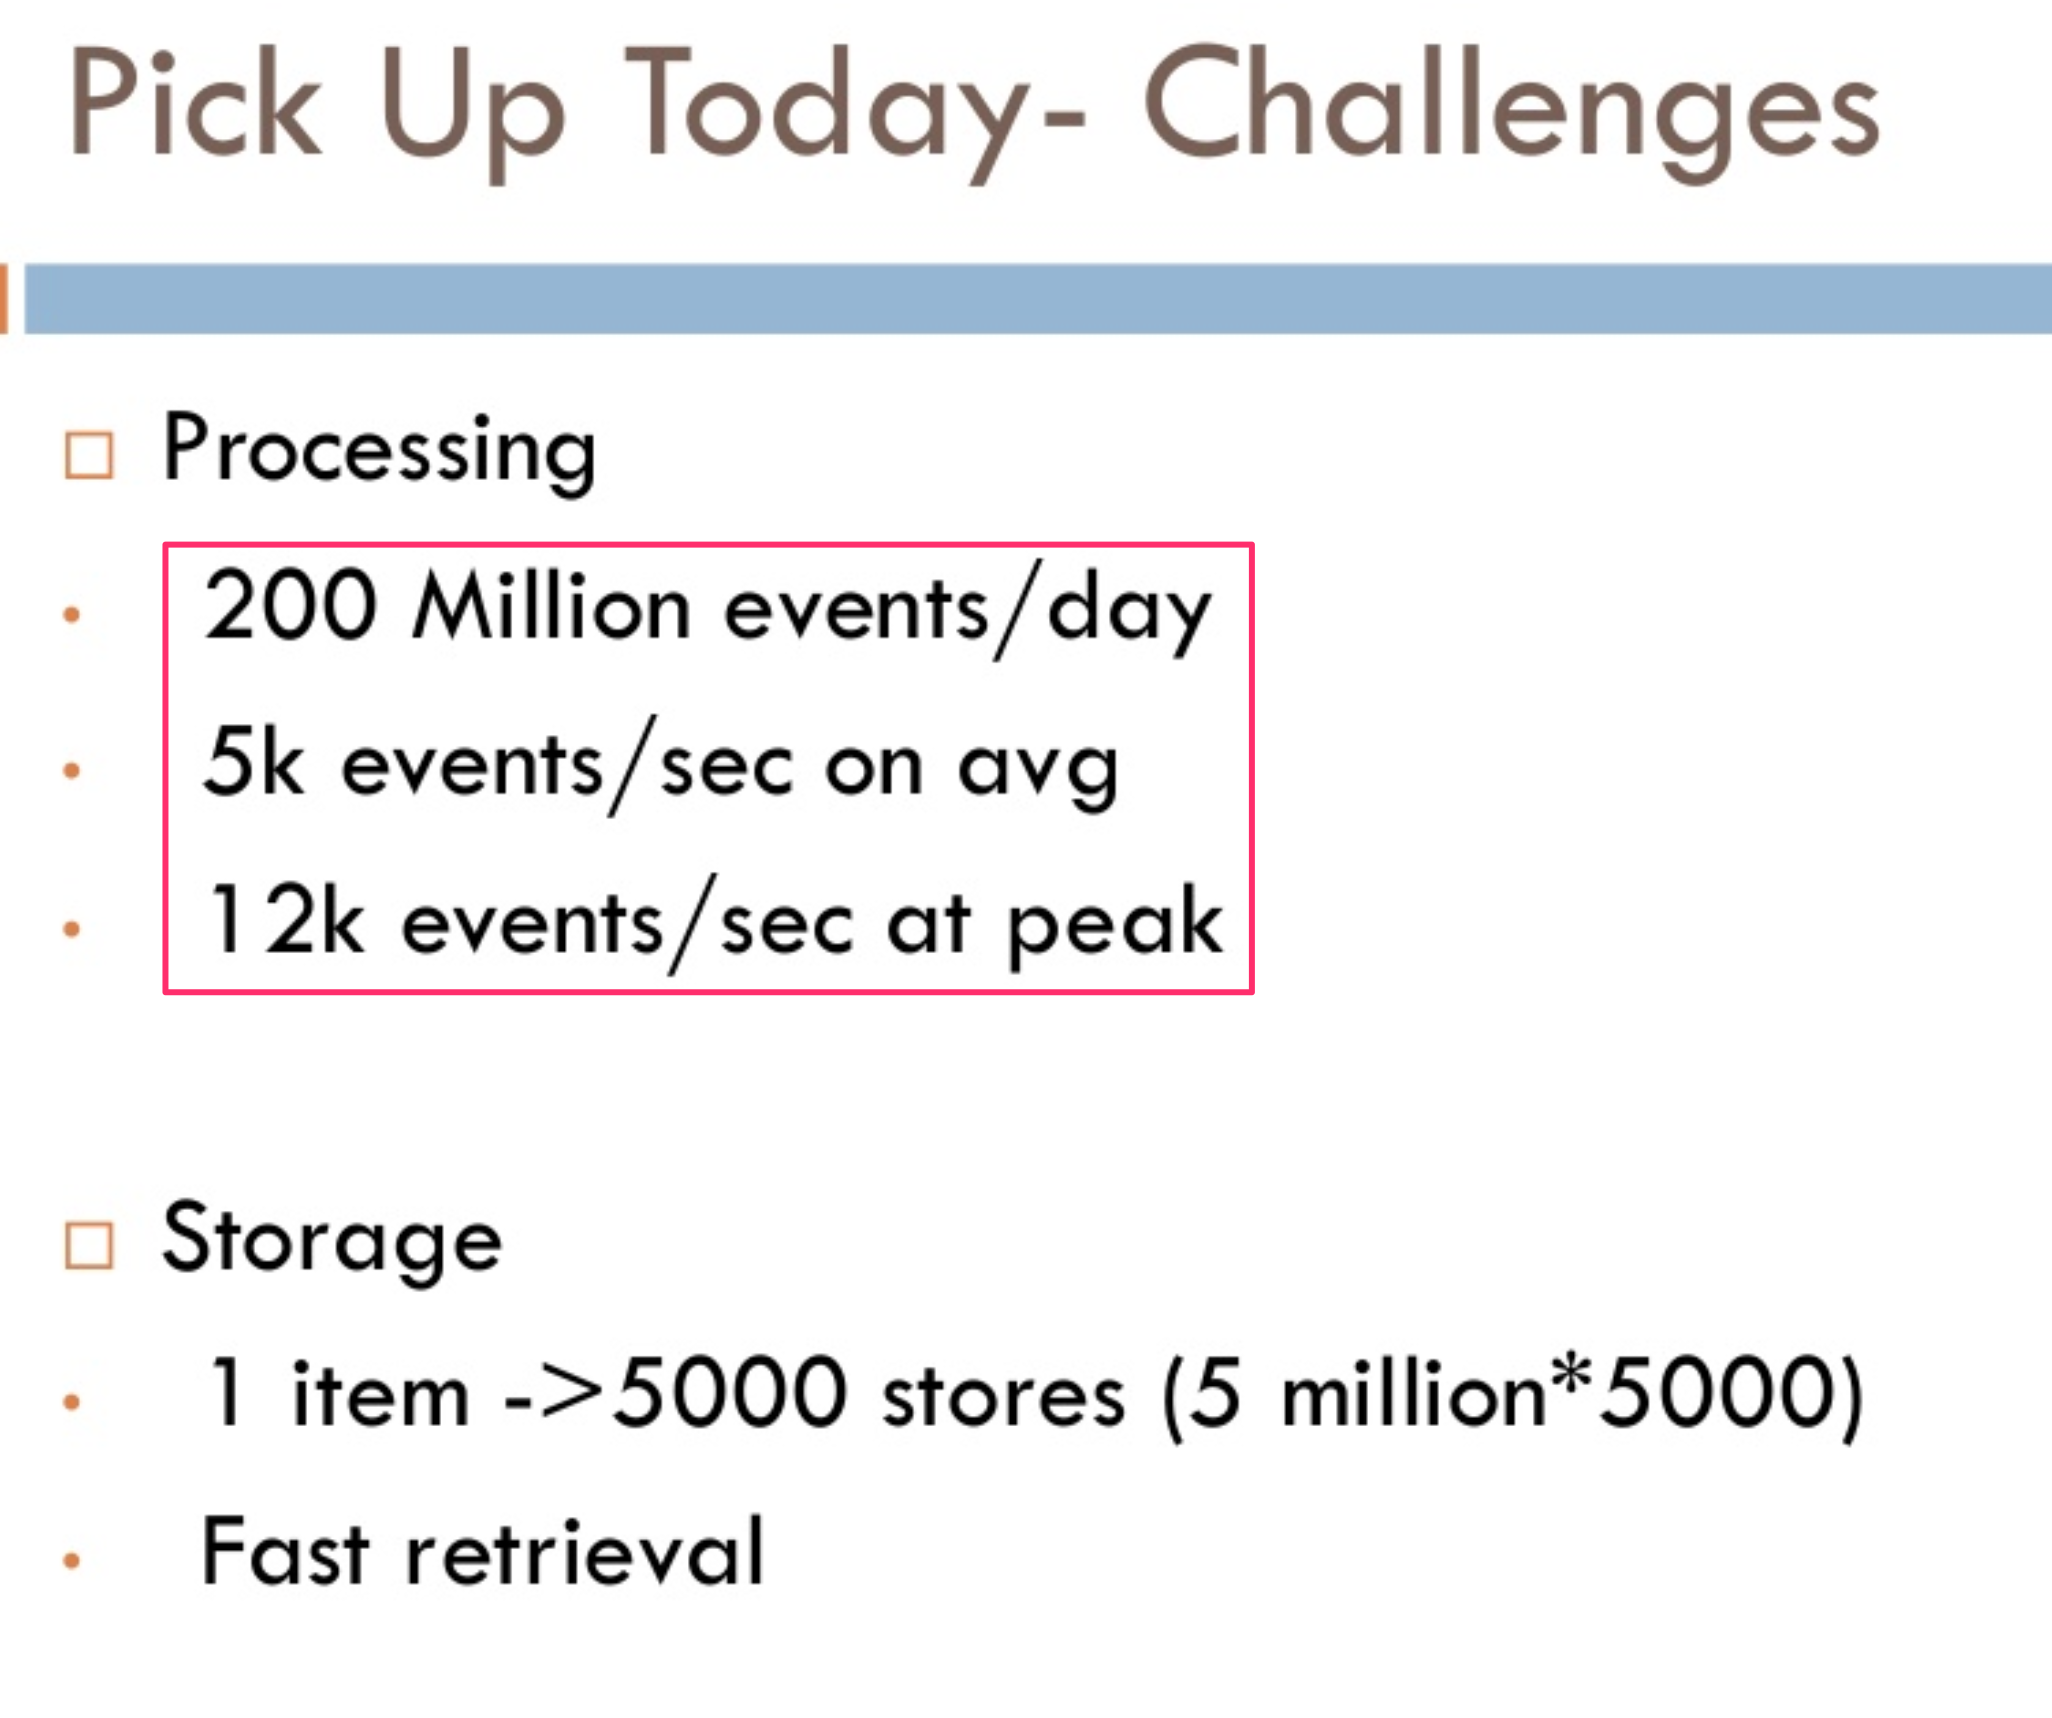 Pick Up Today- Challenges
Processing
200 Million events/day
5k events/sec on avg
12k events/sec at peak
Storage
1 item ->5000 stores (5 million*5000)
Fast retrieval